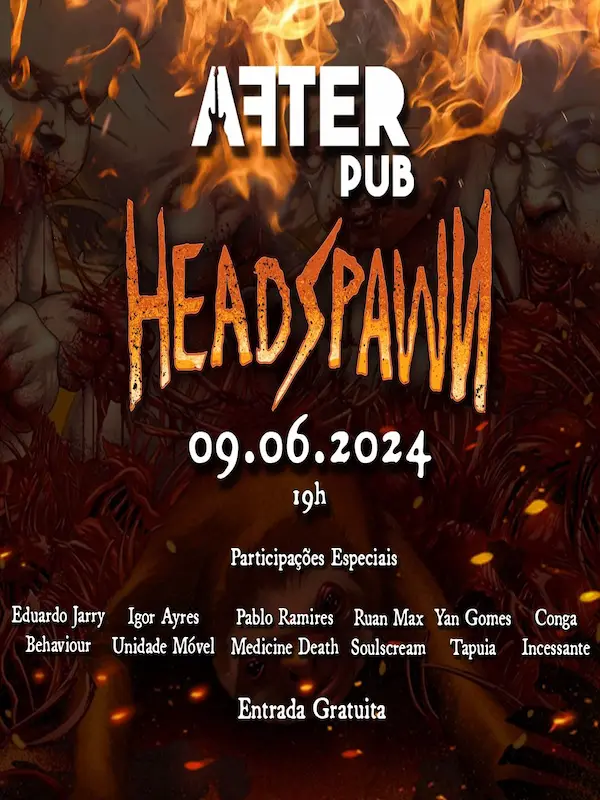 AFTER
PUB
HEADSPAWN
09.06.2024
19h
Participações Especiais
Eduardo Jarry Igor Ayres Pablo Ramires Ruan Max Yan Gomes Conga
Behaviour Unidade Móvel Medicine Death Soulscream Tapuia Incessante
Entrada Gratuita